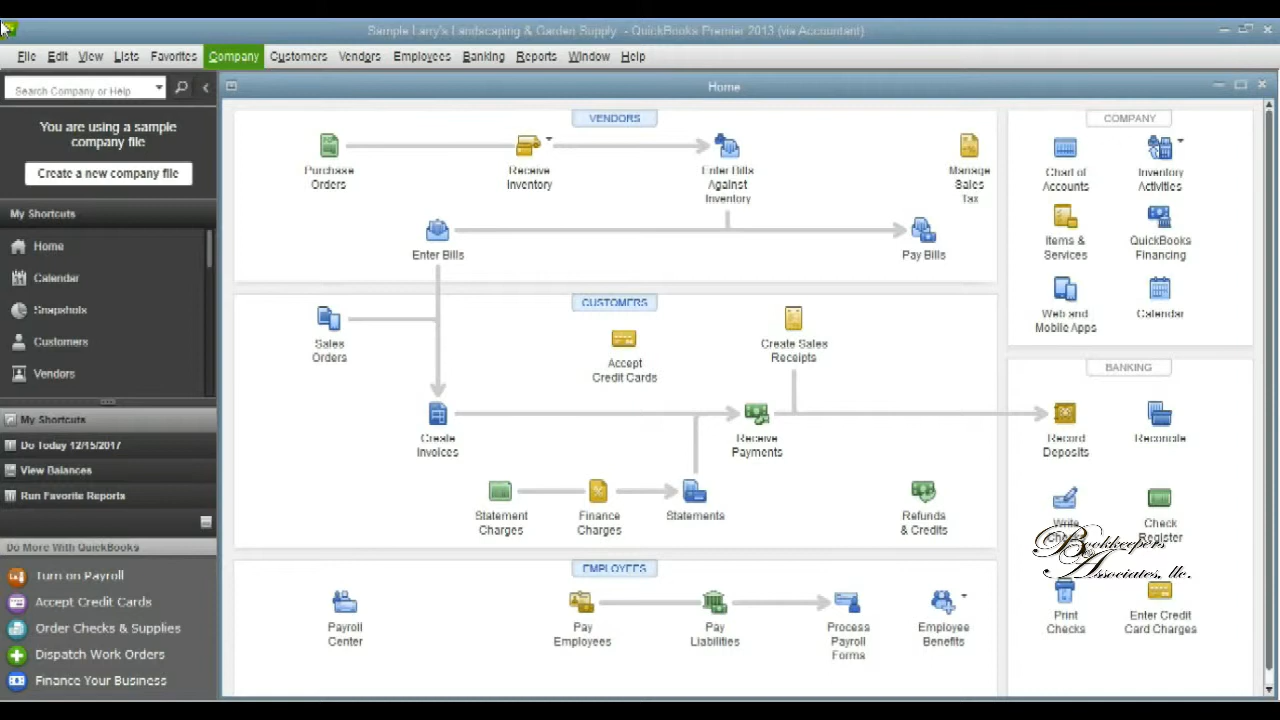 Sample Larry's Landscaping & Garden Supply - QuickBooks Premier 2013 (via Accountant)
File Edit View Lists Favorites Company Customers Vendors Employees Banking Reports Window Help
Search Company or Help
You are using a sample
company file
Create a new company file
My Shortcuts
Home
Calendar
Snapshots
Customers
Vendors
My Shortcuts
Do Today 12/15/2017
View Balances
Run Favorite Reports
Do More With QuickBooks
Turn on Payroll
Accept Credit Cards
Order Checks & Supplies
Dispatch Work Orders
Finance Your Business
Home
VENDORS
Purchase
Orders
Receive
Inventory
Enter Bills
Against
Inventory
Manage
Sales
Tax
Enter Bills
Pay Bills
CUSTOMERS
Sales
Orders
Accept
Credit Cards
Create Sales
Receipts
Create
Invoices
Receive
Payments
Statement
Charges
Finance
Charges
Statements
Refunds
& Credits
EMPLOYEES
Payroll
Center
Pay
Employees
Pay
Liabilities
Process
Payroll
Forms
Employee
Benefits
COMPANY
Chart of
Accounts
Inventory
Activities
Items &
Services
QuickBooks
Financing
Web and
Mobile Apps
Calendar
BANKING
Record
Deposits
Reconcile
Write
Checks
Check
Register
Bookkeepers
Associates, llc.
Print
Checks
Enter Credit
Card Charges